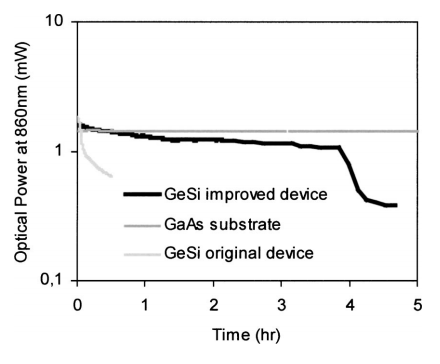 Optical Power at 860nm (mW)
10
1
0,1
GeSi improved device
GaAs substrate
GeSi original device
0 1 2 3 4 5
Time (hr)